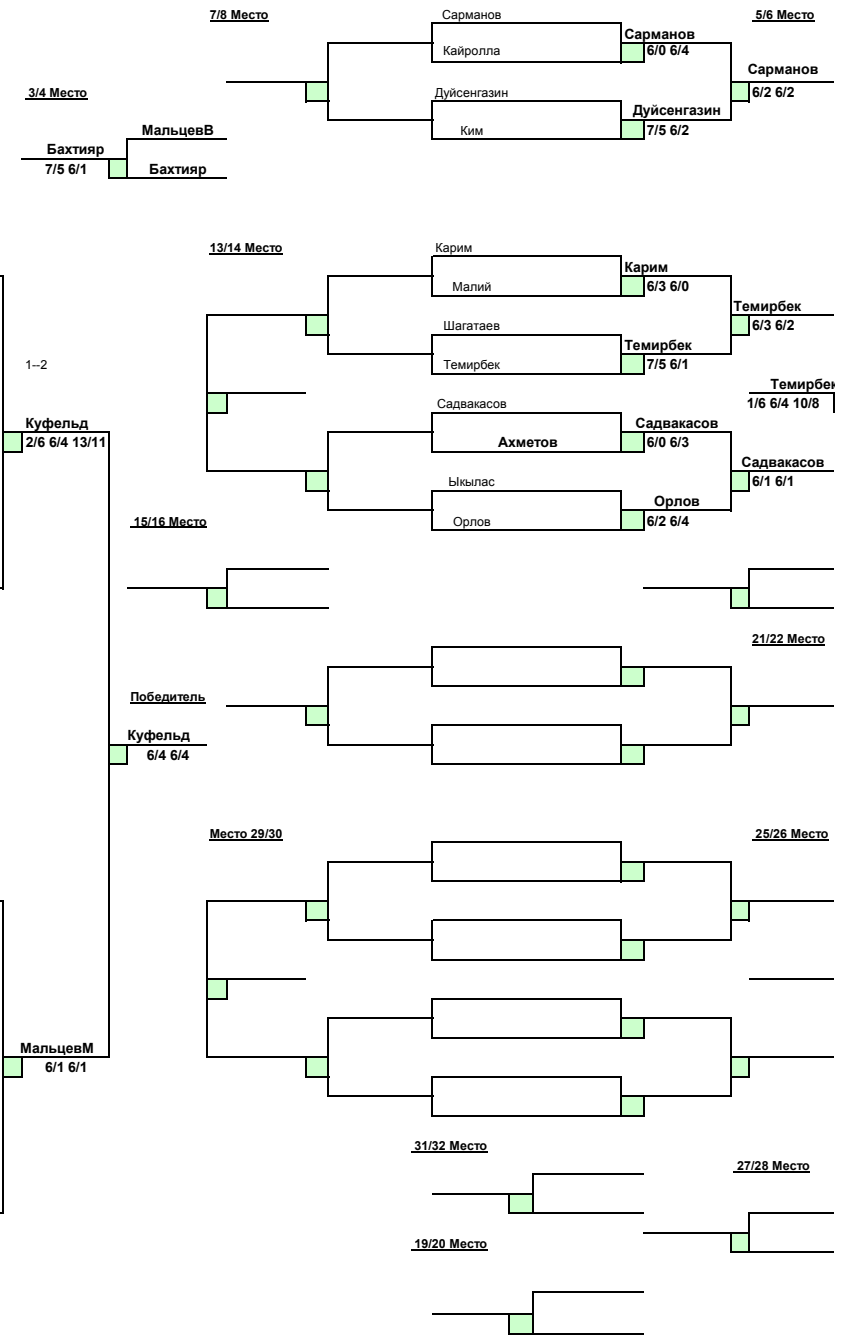 7/8 Место
Сарманов
5/6 Место
Сарманов
Кайролла
6/0 6/4
Сарманов
3/4 Место
Дуйсенгазин
6/2 6/2
Дуйсенгазин
МальцевВ
Ким
7/5 6/2
Бахтияр
7/5 6/1
Бахтияр
13/14 Место
Карим
Карим
Малий
6/3 6/0
Темирбек
Шагатаев
6/3 6/2
Темирбек
1--2
Темирбек
7/5 6/1
Темирбек
Садвакасов
1/6 6/4 10/8
Куфельд
Садвакасов
2/6 6/4 13/11
Ахметов
6/0 6/3
Садвакасов
Ыкылас
6/1 6/1
Орлов
15/16 Место
Орлов
6/2 6/4
21/22 Место
Победитель
Куфельд
6/4 6/4
Место 29/30
25/26 Место
МальцевМ
6/1 6/1
31/32 Место
27/28 Место
19/20 Место